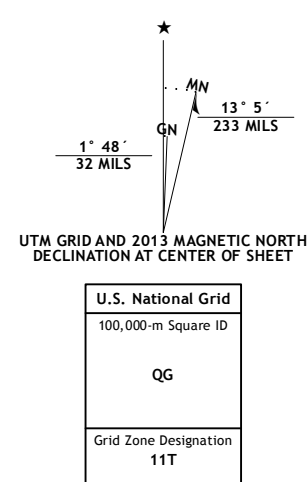 ★
MN
13° 5´
233 MILS
GN
1° 48´
32 MILS
UTM GRID AND 2013 MAGNETIC NORTH
DECLINATION AT CENTER OF SHEET
U.S. National Grid
100,000-m Square ID
QG
Grid Zone Designation
11T